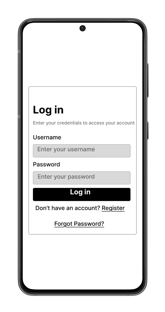 Log in
Enter your credentials to access your account
Username
Enter your username
Password
Enter your password
Log in
Don't have an account? Register
Forgot Password?